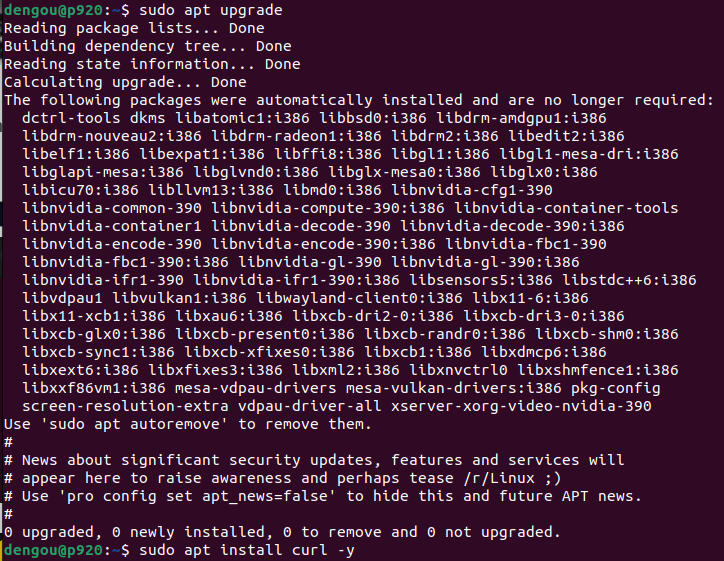 dengou@p920:~$ sudo apt upgrade
Reading package lists... Done
Building dependency tree... Done
Reading state information... Done
Calculating upgrade... Done
The following packages were automatically installed and are no longer required:
  dctrl-tools dkms libatomic1:i386 libbsd0:i386 libdrm-amdgpu1:i386
  libdrm-nouveau2:i386 libdrm-radeon1:i386 libdrm2:i386 libedit2:i386
  libelf1:i386 libexpat1:i386 libffi8:i386 libgl1:i386 libgl1-mesa-dri:i386
  libglapi-mesa:i386 libglvnd0:i386 libglx-mesa0:i386 libglx0:i386
  libicu70:i386 libllvm13:i386 libmd0:i386 libnvidia-cfg1-390
  libnvidia-common-390 libnvidia-compute-390:i386 libnvidia-container-tools
  libnvidia-container1 libnvidia-decode-390 libnvidia-decode-390:i386
  libnvidia-encode-390 libnvidia-encode-390:i386 libnvidia-fbc1-390
  libnvidia-fbc1-390:i386 libnvidia-gl-390 libnvidia-gl-390:i386
  libnvidia-ifr1-390 libnvidia-ifr1-390:i386 libsensors5:i386 libstdc++6:i386
  libvdpau1 libvulkan1:i386 libwayland-client0:i386 libx11-6:i386
  libx11-xcb1:i386 libxau6:i386 libxcb-dri2-0:i386 libxcb-dri3-0:i386
  libxcb-glx0:i386 libxcb-present0:i386 libxcb-randr0:i386 libxcb-shm0:i386
  libxcb-sync1:i386 libxcb-xfixes0:i386 libxcb1:i386 libxdmcp6:i386
  libxext6:i386 libxfixes3:i386 libxml2:i386 libxnvctrl0 libxshmfence1:i386
  libxxf86vm1:i386 mesa-vdpau-drivers mesa-vulkan-drivers:i386 pkg-config
  screen-resolution-extra vdpau-driver-all xserver-xorg-video-nvidia-390
Use 'sudo apt autoremove' to remove them.
#
# News about significant security updates, features and services will
# appear here to raise awareness and perhaps tease /r/Linux ;)
# Use 'pro config set apt_news=false' to hide this and future APT news.
#
0 upgraded, 0 newly installed, 0 to remove and 0 not upgraded.
dengou@p920:~$ sudo apt install curl -y